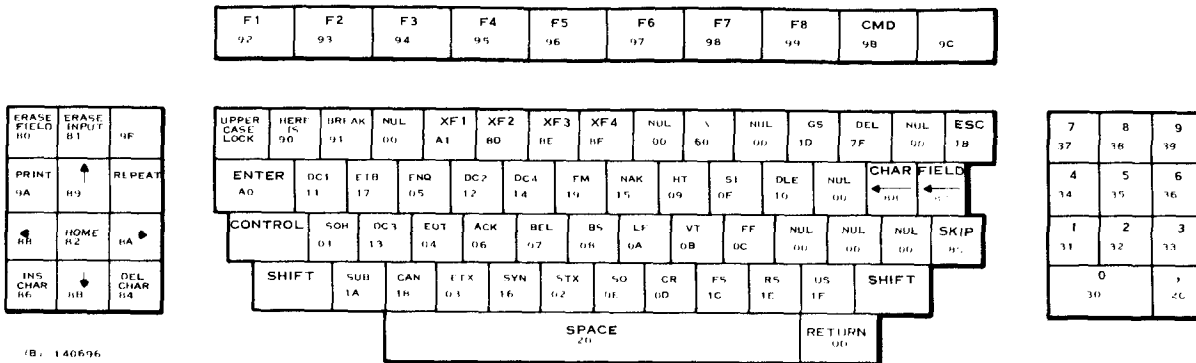 F1 F2 F3 F4 F5 F6 F7 F8 CMD
92 93 94 95 96 97 98 99 9B 9C
ERASE FIELD 80
ERASE INPUT 81
9F
PRINT 9A
89
REPEAT
8B
HOME 82
8A
INS CHAR 86
88
DEL CHAR 84
UPPER CASE LOCK
HERE IS 90
BREAK 91
NUL 00
XF1 A1
XF2 8D
XF3 8E
XF4 8F
NUL 00
\ 60
NUL 00
GS 1D
DEL 7F
NUL 00
ESC 1B
ENTER A0
DC1 11
ETB 17
ENQ 05
DC2 12
DC4 14
EM 19
NAK 15
HT 09
SI 0F
DLE 10
NUL 00
CHAR
FIELD
CONTROL
SOH 01
DC3 13
EOT 04
ACK 06
BEL 07
BS 08
LF 0A
VT 0B
FF 0C
NUL 00
NUL 00
NUL 00
SKIP 85
SHIFT
SUB 1A
CAN 18
ETX 03
SYN 16
STX 02
SO 0E
CR 0D
FS 1C
RS 1E
US 1F
SHIFT
SPACE 20
RETURN 0D
7 8 9
37 38 39
4 5 6
34 35 36
1 2 3
31 32 33
0 ,
30 2C
(B) 140696